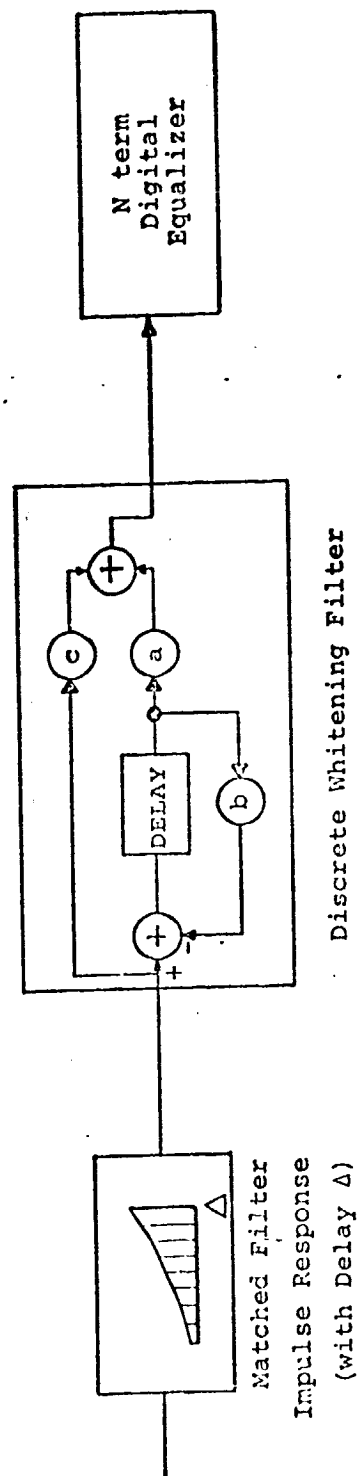 Matched Filter
Impulse Response
(with Delay Δ)
Δ
+
-
+
DELAY
b
a
c
+
Discrete Whitening Filter
N term
Digital
Equalizer